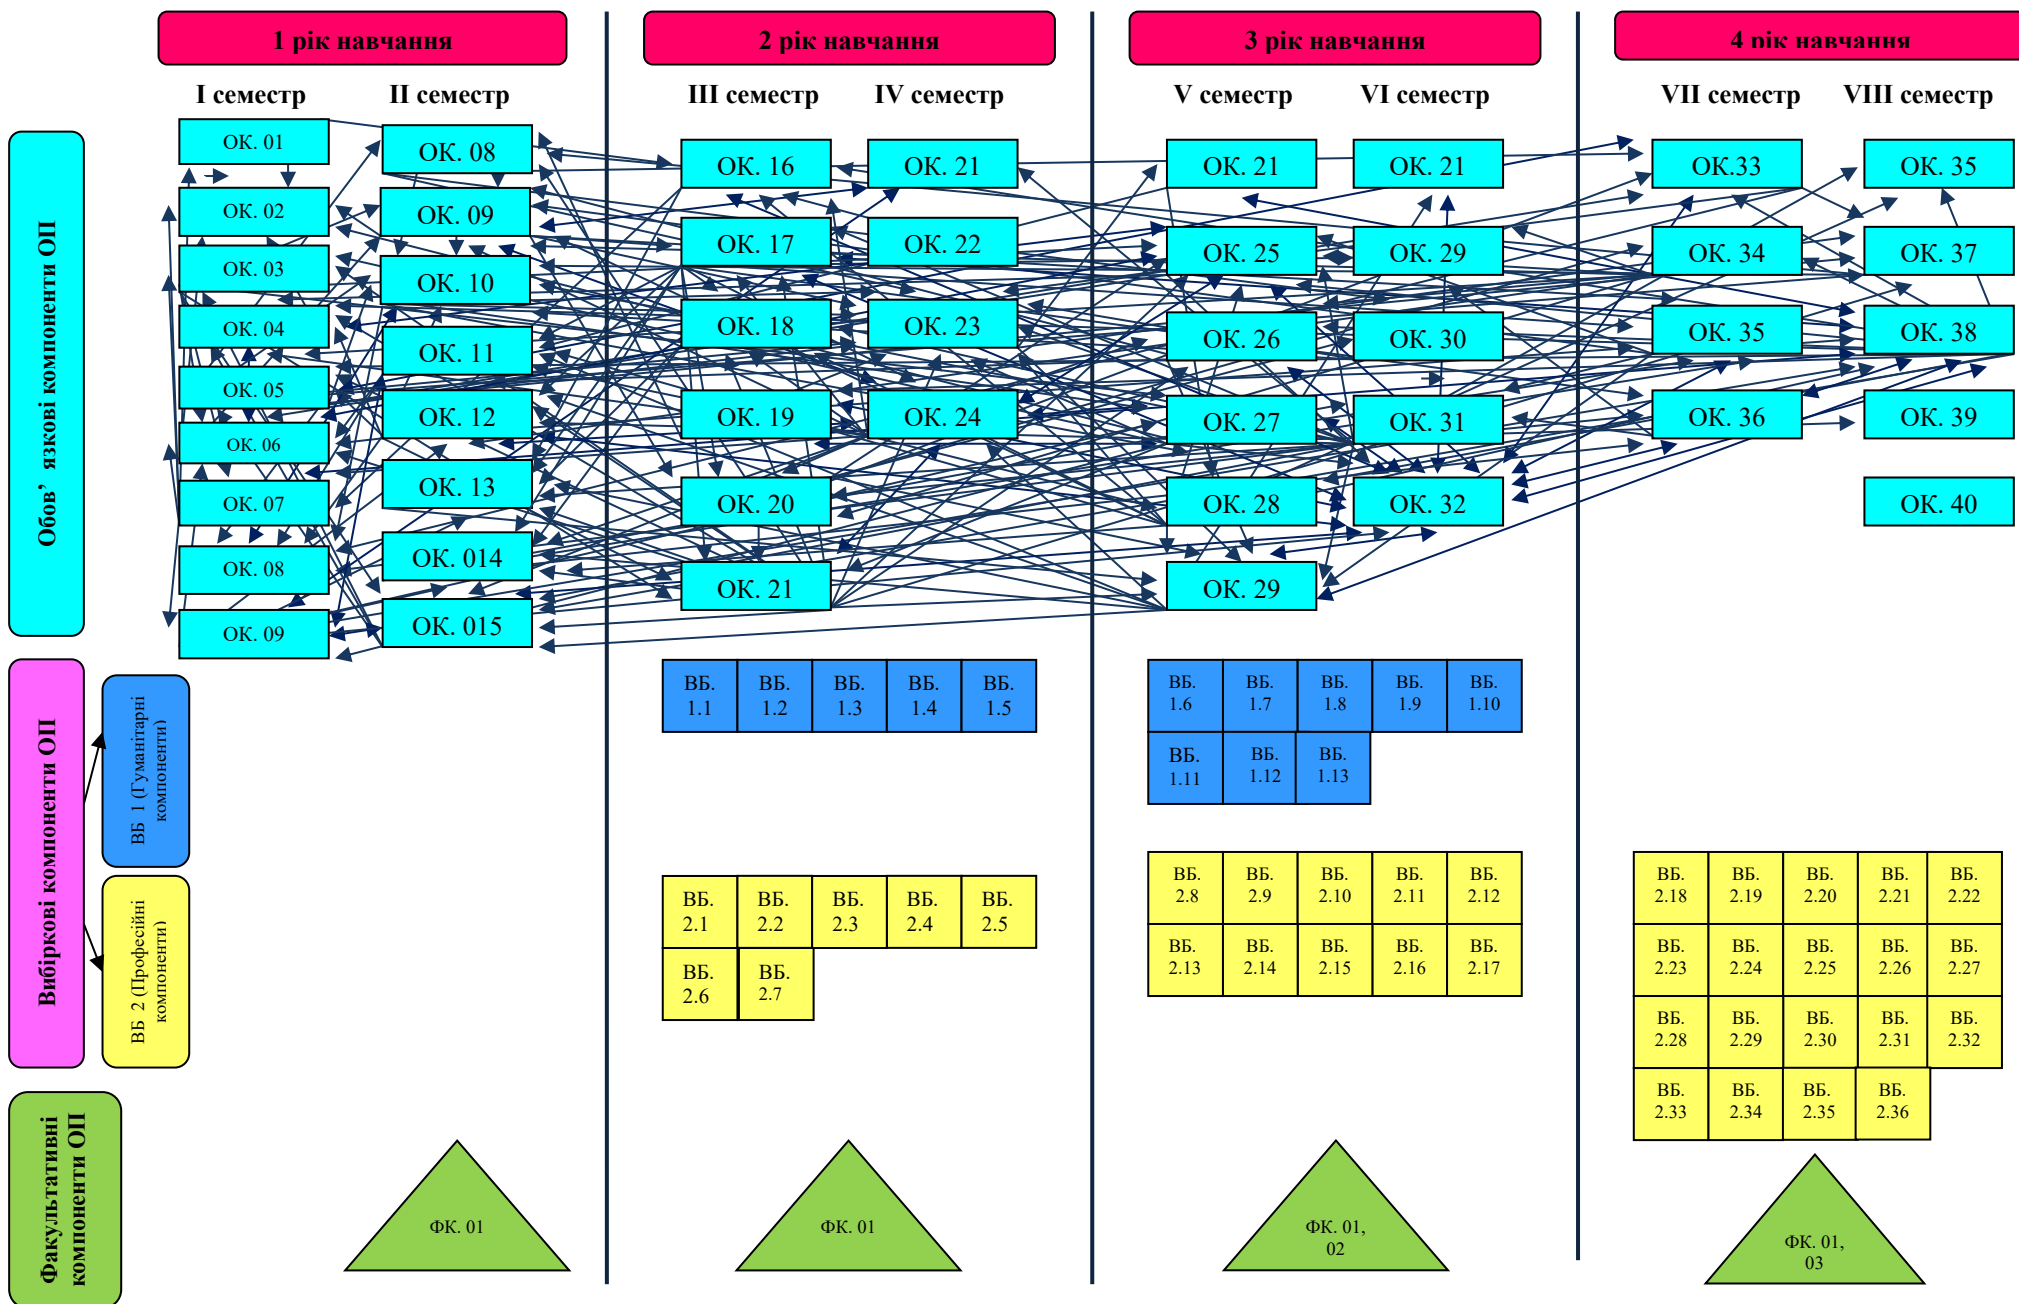 1 рік навчання
2 рік навчання
3 рік навчання
4 рік навчання
І семестр
ІІ семестр
ІІІ семестр
ІV семестр
V семестр
VІ семестр
VІІ семестр
VІІІ семестр
Обов’ язкові компоненти ОП
ОК. 01
ОК. 02
ОК. 03
ОК. 04
ОК. 05
ОК. 06
ОК. 07
ОК. 08
ОК. 09
ОК. 08
ОК. 09
ОК. 10
ОК. 11
ОК. 12
ОК. 13
ОК. 014
ОК. 015
ОК. 16
ОК. 17
ОК. 18
ОК. 19
ОК. 20
ОК. 21
ОК. 21
ОК. 22
ОК. 23
ОК. 24
ОК. 21
ОК. 25
ОК. 26
ОК. 27
ОК. 28
ОК. 29
ОК. 21
ОК. 29
ОК. 30
ОК. 31
ОК. 32
ОК.33
ОК. 34
ОК. 35
ОК. 36
ОК. 35
ОК. 37
ОК. 38
ОК. 39
ОК. 40
Вибіркові компоненти ОП
ВБ 1 (Гуманітарні
компоненти)
ВБ.
1.1
ВБ.
1.2
ВБ.
1.3
ВБ.
1.4
ВБ.
1.5
ВБ.
1.6
ВБ.
1.7
ВБ.
1.8
ВБ.
1.9
ВБ.
1.10
ВБ.
1.11
ВБ.
1.12
ВБ.
1.13
ВБ 2 (Професійні
компоненти)
ВБ.
2.1
ВБ.
2.2
ВБ.
2.3
ВБ.
2.4
ВБ.
2.5
ВБ.
2.6
ВБ.
2.7
ВБ.
2.8
ВБ.
2.9
ВБ.
2.10
ВБ.
2.11
ВБ.
2.12
ВБ.
2.13
ВБ.
2.14
ВБ.
2.15
ВБ.
2.16
ВБ.
2.17
ВБ.
2.18
ВБ.
2.19
ВБ.
2.20
ВБ.
2.21
ВБ.
2.22
ВБ.
2.23
ВБ.
2.24
ВБ.
2.25
ВБ.
2.26
ВБ.
2.27
ВБ.
2.28
ВБ.
2.29
ВБ.
2.30
ВБ.
2.31
ВБ.
2.32
ВБ.
2.33
ВБ.
2.34
ВБ.
2.35
ВБ.
2.36
Факультативні
компоненти ОП
ФК. 01
ФК. 01
ФК. 01,
02
ФК. 01,
03